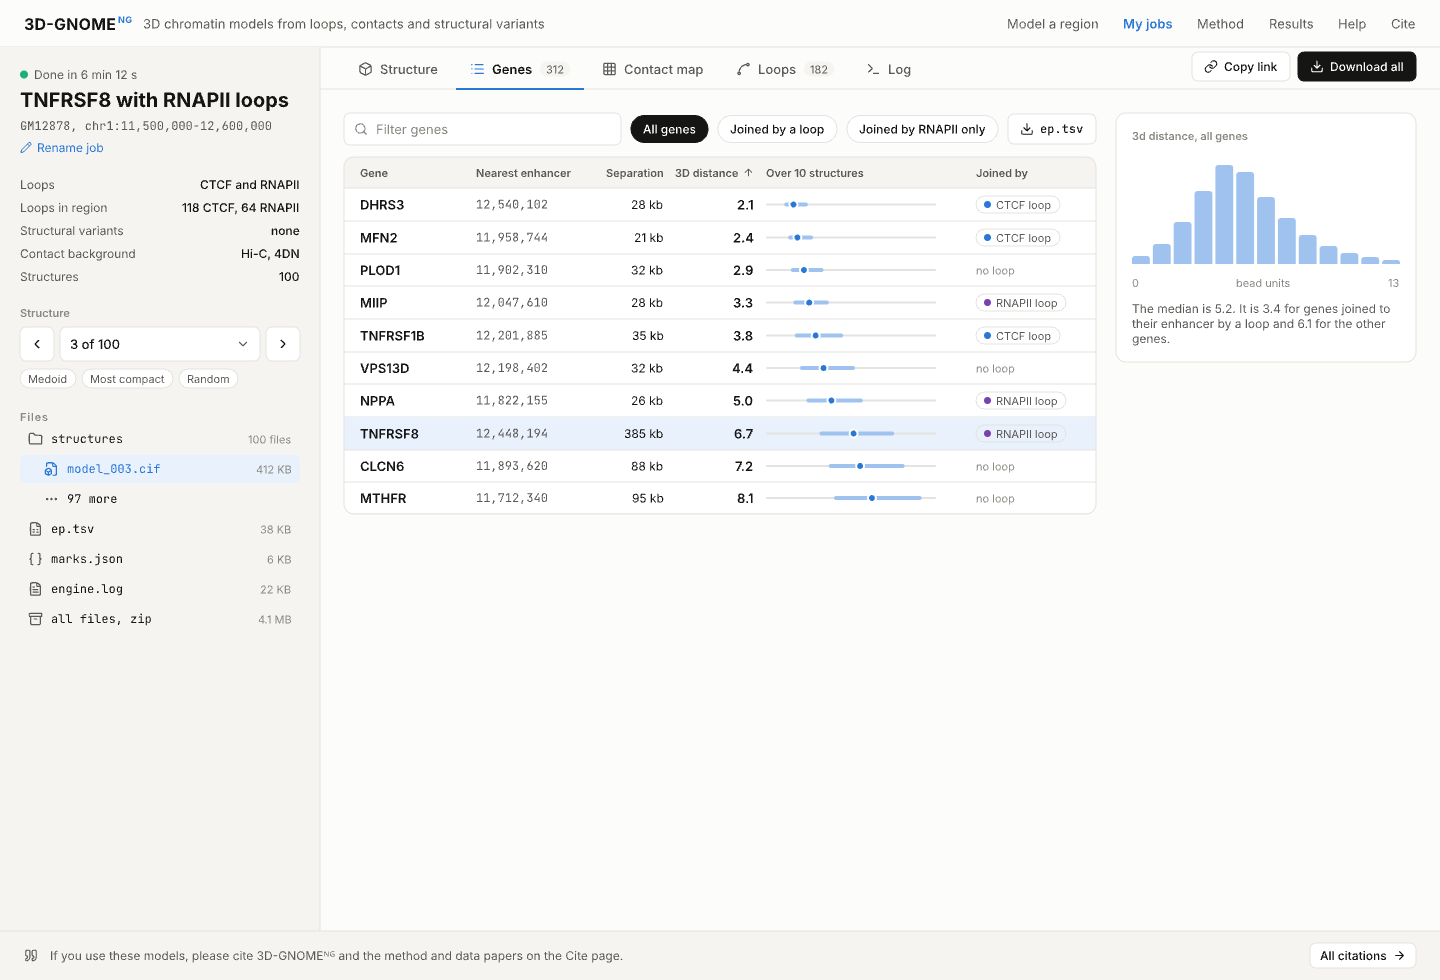 3D-GNOME NG 3D chromatin models from loops, contacts and structural variants
Model a region My jobs Method Results Help Cite
Done in 6 min 12 s
TNFRSF8 with RNAPII loops
GM12878, chr1:11,500,000-12,600,000
Rename job
Loops CTCF and RNAPII
Loops in region 118 CTCF, 64 RNAPII
Structural variants none
Contact background Hi-C, 4DN
Structures 100
Structure
3 of 100
Medoid Most compact Random
Files
structures 100 files
model_003.cif 412 KB
97 more
ep.tsv 38 KB
marks.json 6 KB
engine.log 22 KB
all files, zip 4.1 MB
Structure Genes 312 Contact map Loops 182 Log
Copy link Download all
Filter genes All genes Joined by a loop Joined by RNAPII only ep.tsv
Gene Nearest enhancer Separation 3D distance ↑ Over 10 structures Joined by
DHRS3 12,540,102 28 kb 2.1 CTCF loop
MFN2 11,958,744 21 kb 2.4 CTCF loop
PLOD1 11,902,310 32 kb 2.9 no loop
MIIP 12,047,610 28 kb 3.3 RNAPII loop
TNFRSF1B 12,201,885 35 kb 3.8 CTCF loop
VPS13D 12,198,402 32 kb 4.4 no loop
NPPA 11,822,155 26 kb 5.0 RNAPII loop
TNFRSF8 12,448,194 385 kb 6.7 RNAPII loop
CLCN6 11,893,620 88 kb 7.2 no loop
MTHFR 11,712,340 95 kb 8.1 no loop
3d distance, all genes
0 bead units 13
The median is 5.2. It is 3.4 for genes joined to
their enhancer by a loop and 6.1 for the other
genes.
If you use these models, please cite 3D-GNOMEᴺᴳ and the method and data papers on the Cite page.
All citations →